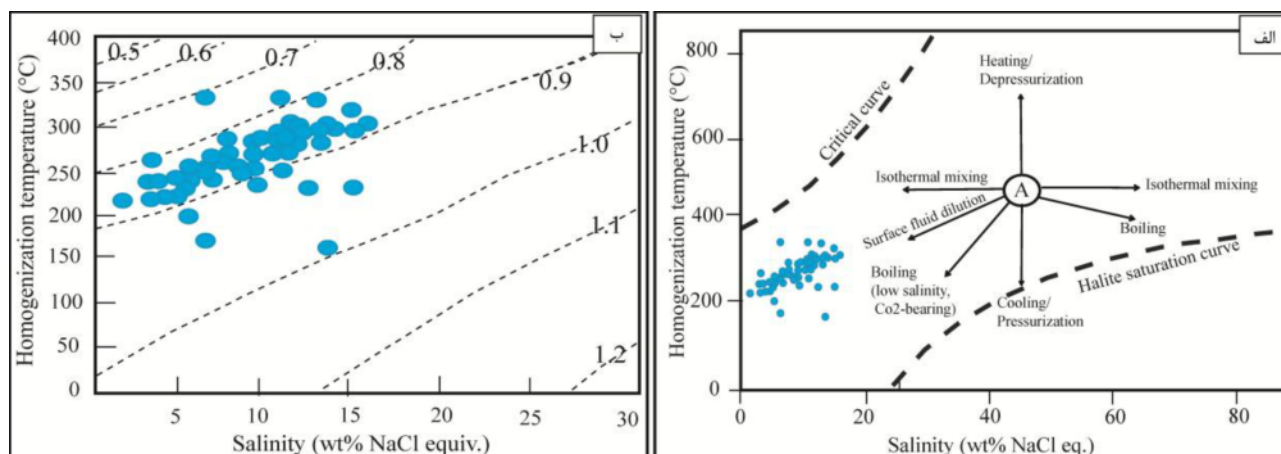 ب
400
350
300
250
200
150
100
50
0
Homogenization temperature (°C)
0.5
0.6
0.7
0.8
0.9
1.0
1.1
1.2
5
10
15
20
25
30
Salinity (wt% NaCl equiv.)
الف
800
600
400
200
0
Homogenization temperature (°C)
Critical curve
Heating/
Depressurization
Isothermal mixing
A
Isothermal mixing
Surface fluid dilution
Boiling
Boiling
(low salinity,
Co2-bearing)
Cooling/
Pressurization
Halite saturation curve
0
20
40
60
80
Salinity (wt% NaCl eq.)